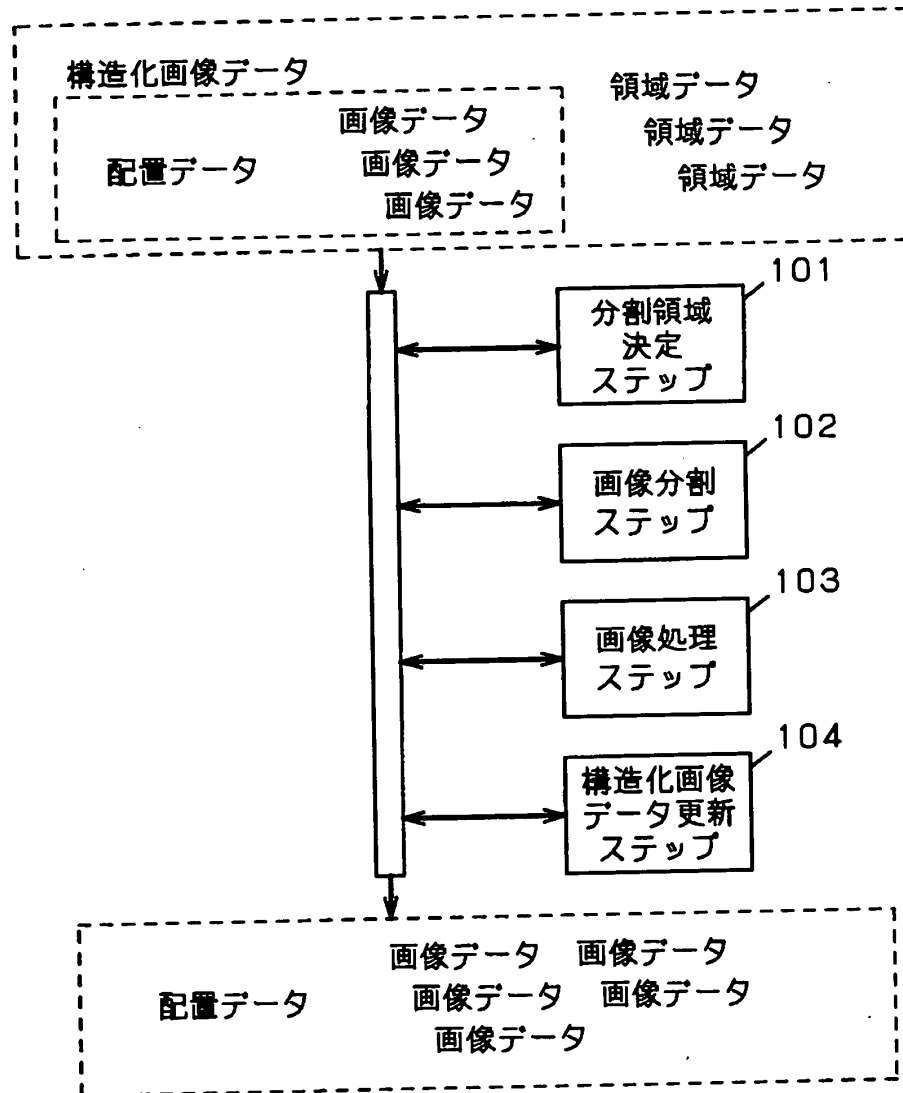 構造化画像データ
配置データ
画像データ
画像データ
画像データ
領域データ
領域データ
領域データ
101
分割領域
決定
ステップ
102
画像分割
ステップ
103
画像処理
ステップ
104
構造化画像
データ更新
ステップ
配置データ
画像データ 画像データ
画像データ 画像データ
画像データ